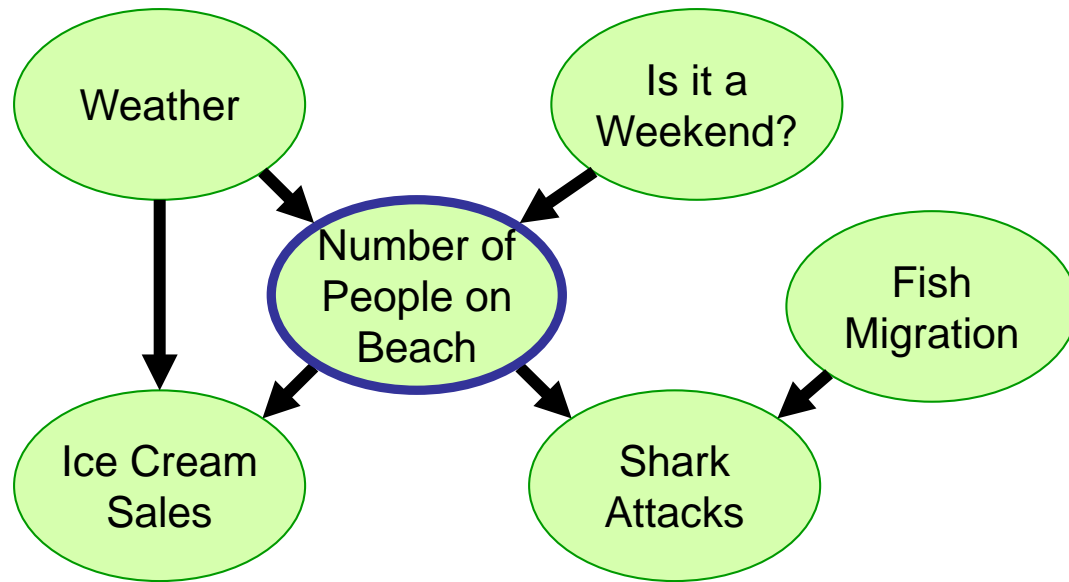 Weather
Is it a
Weekend?
Number of
People on
Beach
Fish
Migration
Ice Cream
Sales
Shark
Attacks